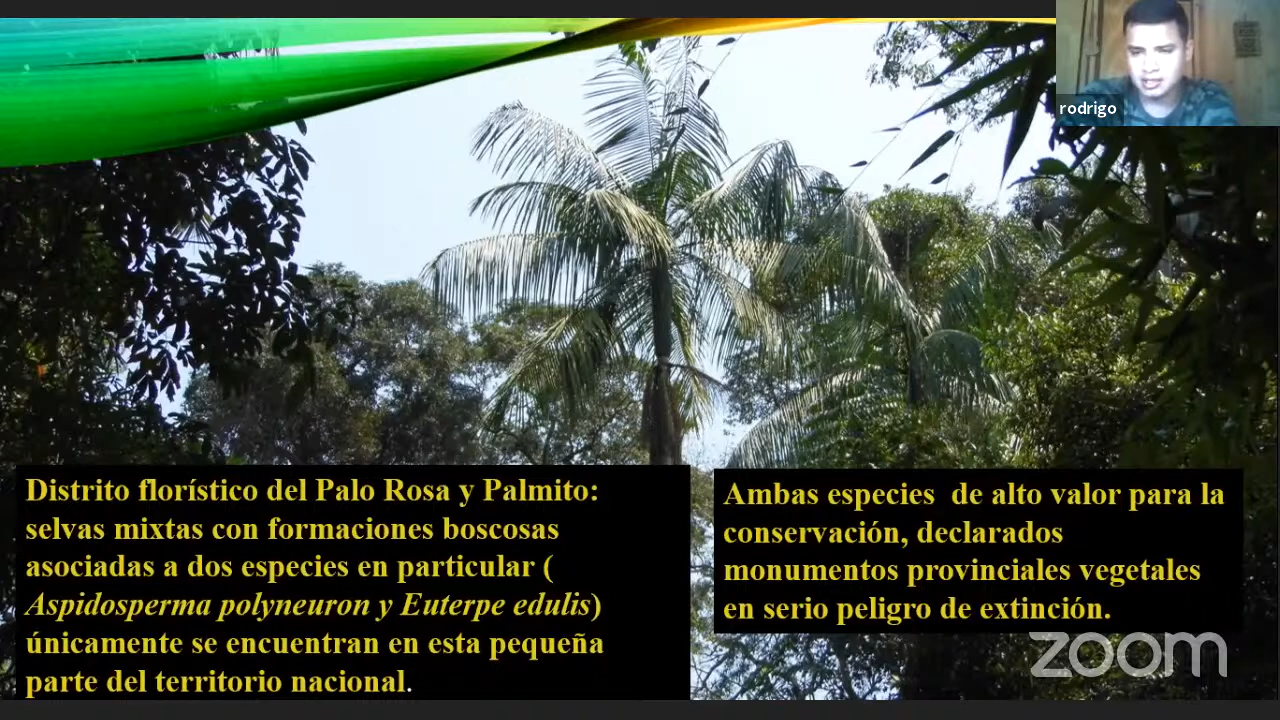 rodrigo
Distrito florístico del Palo Rosa y Palmito:
selvas mixtas con formaciones boscosas
asociadas a dos especies en particular (
Aspidosperma polyneuron y Euterpe edulis)
únicamente se encuentran en esta pequeña
parte del territorio nacional.
Ambas especies de alto valor para la
conservación, declarados
monumentos provinciales vegetales
en serio peligro de extinción.
zoom